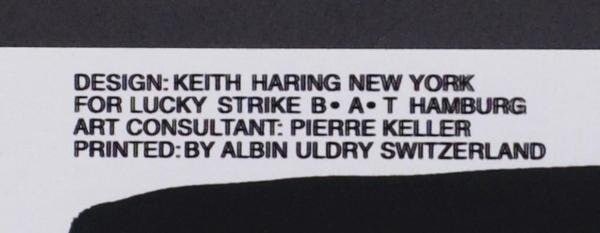 DESIGN: KEITH HARING NEW YORK
FOR LUCKY STRIKE B• A• T HAMBURG
ART CONSULTANT: PIERRE KELLER
PRINTED: BY ALBIN ULDRY SWITZERLAND